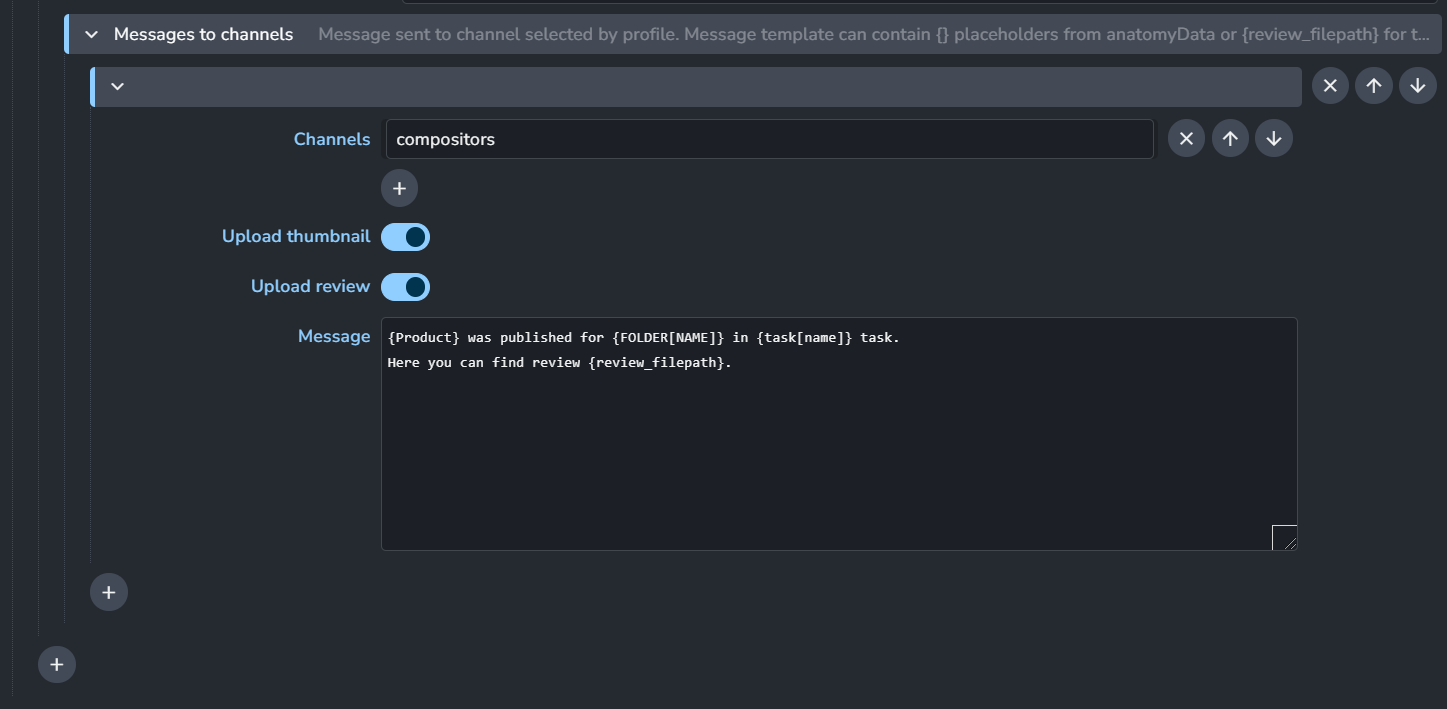 Messages to channels Message sent to channel selected by profile. Message template can contain {} placeholders from anatomyData or {review_filepath} for t...
Channels compositors
Upload thumbnail
Upload review
Message {Product} was published for {FOLDER[NAME]} in {task[name]} task.
Here you can find review {review_filepath}.